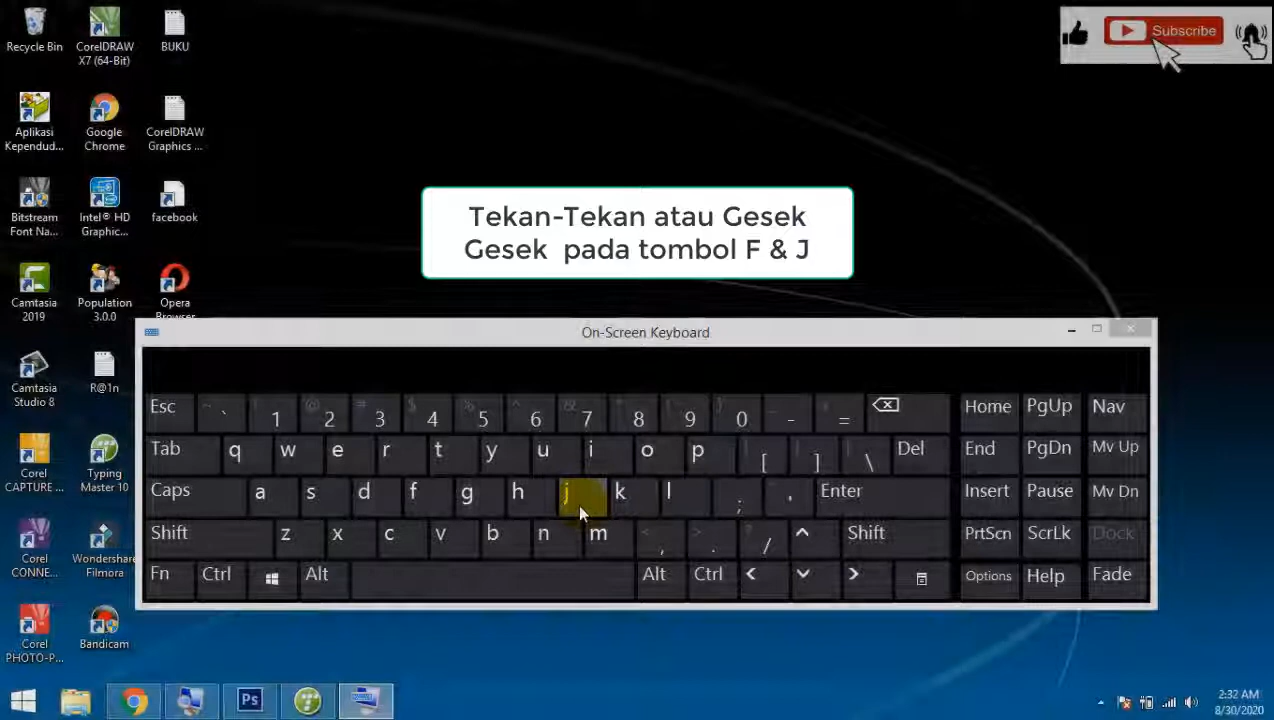 Recycle Bin
CorelDRAW
X7 (64-Bit)
BUKU
Subscribe
Aplikasi
Kependud...
Google
Chrome
CorelDRAW
Graphics ...
Bitstream
Font Na...
Intel® HD
Graphic...
facebook
Tekan-Tekan atau Gesek
Gesek pada tombol F & J
Camtasia
2019
Population
3.0.0
Opera
Browser
On-Screen Keyboard
Camtasia
Studio 8
R@1n
Corel
CAPTURE ...
Typing
Master 10
Corel
CONNE...
Wondershare
Filmora
Corel
PHOTO-P...
Bandicam
Esc ~ ` 1 @ 2 3 $ 4 % 5 ^ 6 & 7 8 9 ) 0 - = Home PgUp Nav
Tab q w e r t y u i o p [ ] \ Del End PgDn Mv Up
Caps a s d f g h j k l ; ' Enter Insert Pause Mv Dn
Shift z x c v b n m < , > . ? / ^ Shift PrtScn ScrLk Dock
Fn Ctrl Alt Alt Ctrl Options Help Fade
Ps
2:32 AM
8/30/2020